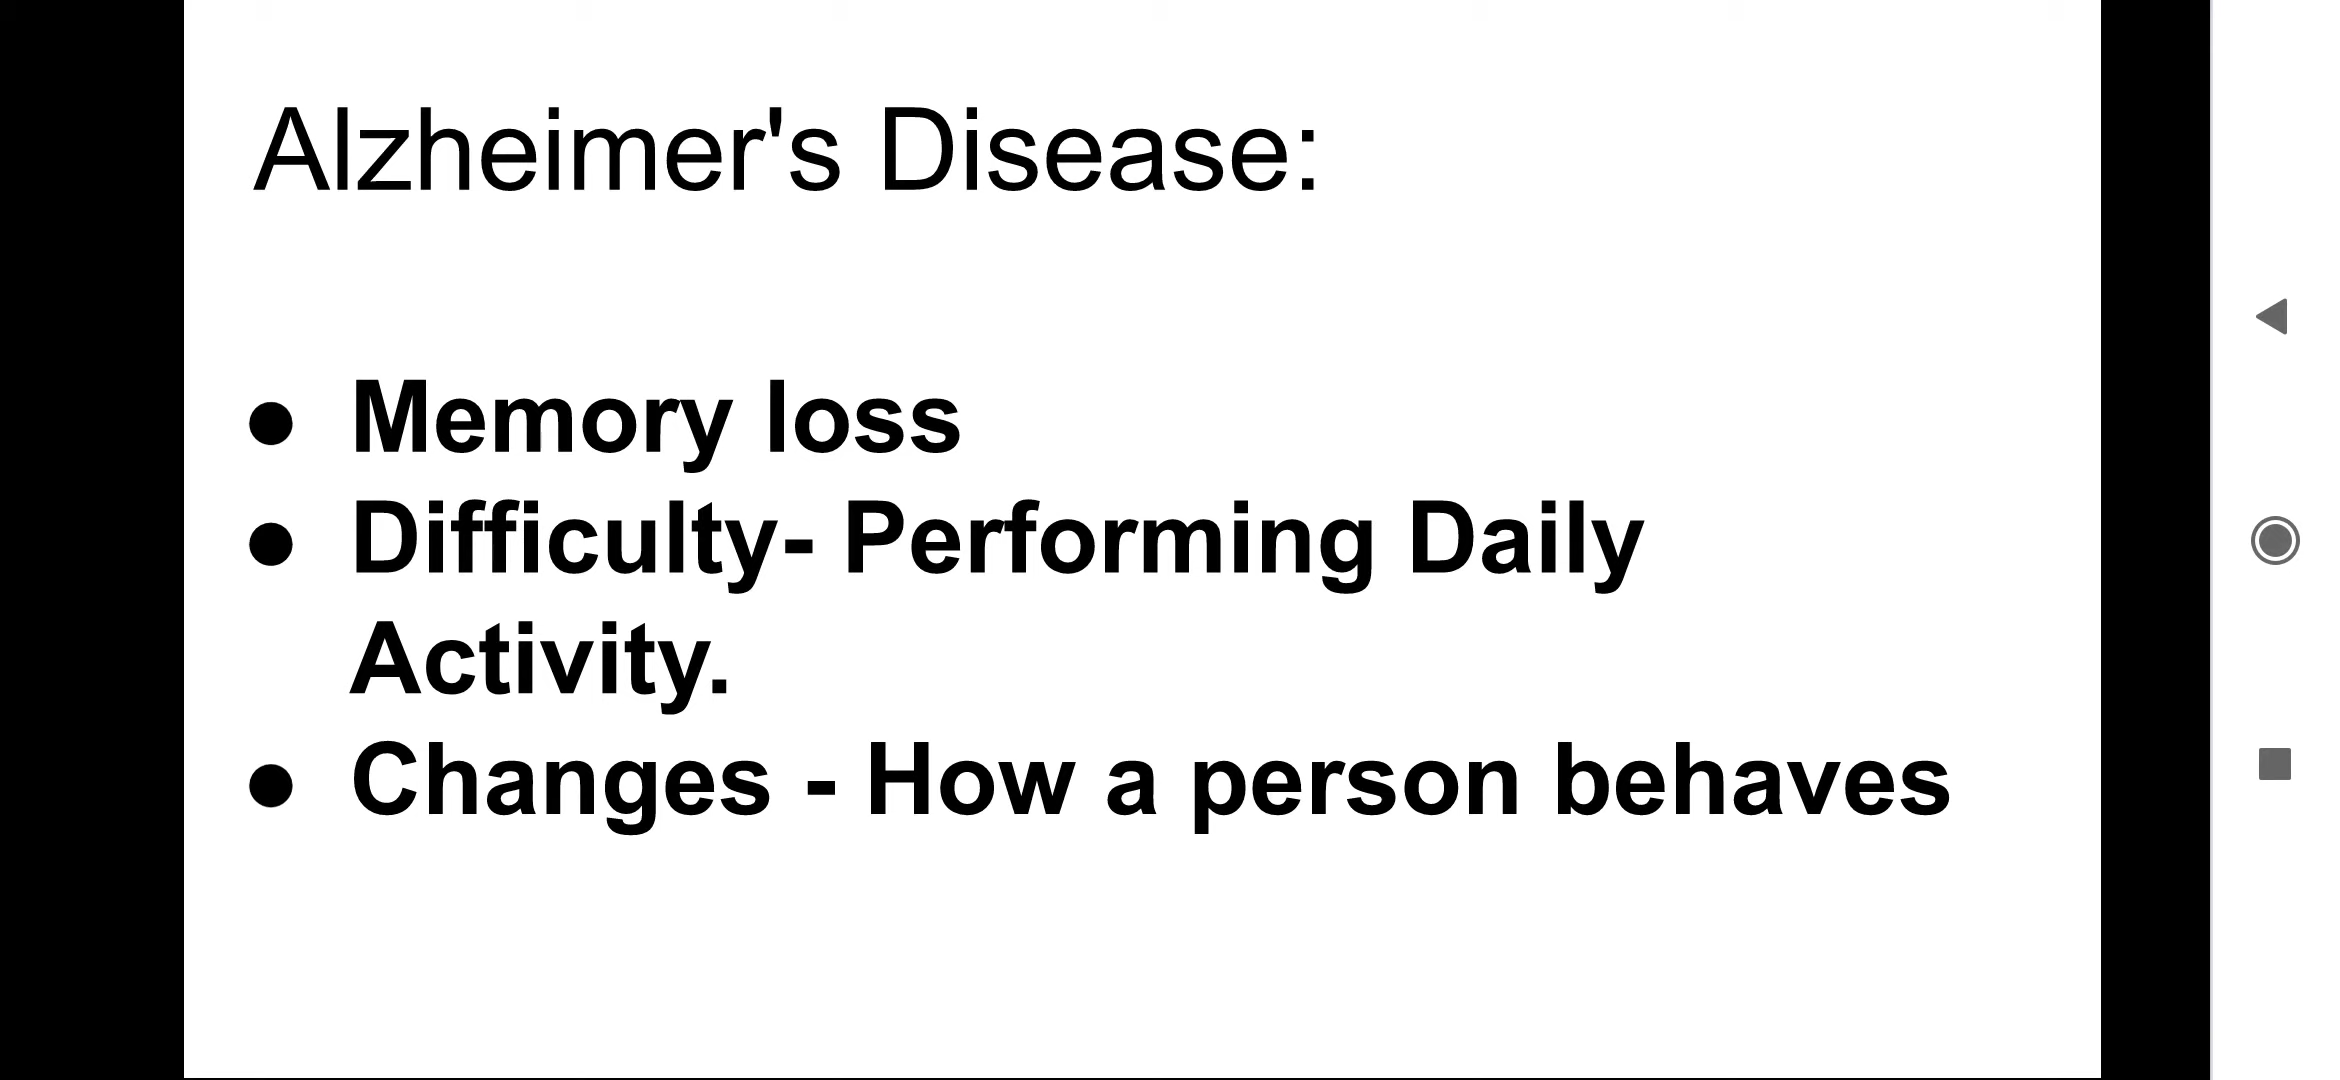 Alzheimer's Disease:
● Memory loss
● Difficulty- Performing Daily
Activity.
● Changes - How a person behaves